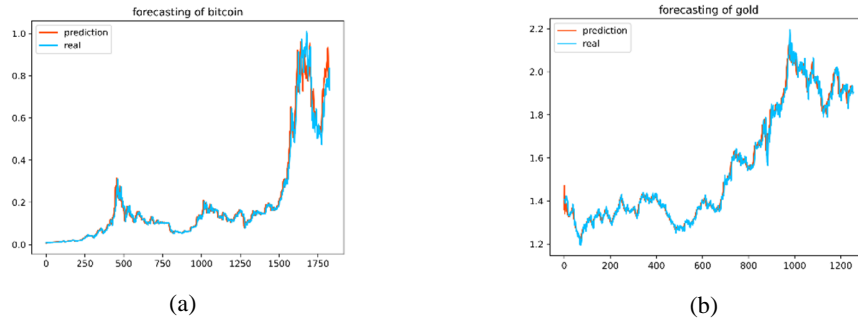 forecasting of bitcoin
prediction
real
1.0
0.8
0.6
0.4
0.2
0.0
0 250 500 750 1000 1250 1500 1750
(a)
forecasting of gold
prediction
real
2.2
2.0
1.8
1.6
1.4
1.2
0 200 400 600 800 1000 1200
(b)